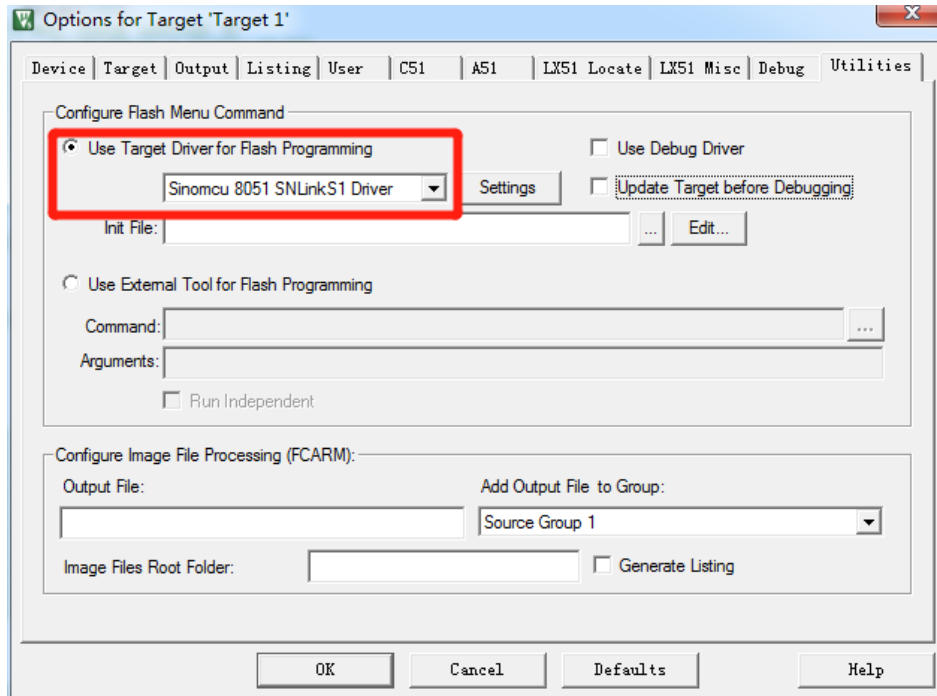 Options for Target 'Target 1'
Device Target Output Listing User C51 A51 LX51 Locate LX51 Misc Debug Utilities
Configure Flash Menu Command
Use Target Driver for Flash Programming Use Debug Driver
Sinomcu 8051 SNLinkS1 Driver Settings Update Target before Debugging
Init File: ... Edit...
Use External Tool for Flash Programming
Command: ...
Arguments:
Run Independent
Configure Image File Processing (FCARM):
Output File: Add Output File to Group:
Source Group 1
Image Files Root Folder: Generate Listing
OK Cancel Defaults Help